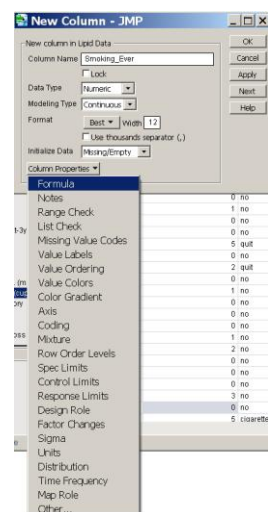 New Column - JMP
New column in Lipid Data
OK
Column Name Smoking_Ever
Cancel
Lock
Apply
Data Type Numeric
Next
Modeling Type Continuous
Help
Format Best Width 12
Use thousands separator (,)
Initialize Data Missing/Empty
Column Properties
Formula
Notes
Range Check
List Check
Missing Value Codes
Value Labels
Value Ordering
Value Colors
Color Gradient
Axis
Coding
Mixture
Row Order Levels
Spec Limits
Control Limits
Response Limits
Design Role
Factor Changes
Sigma
Units
Distribution
Time Frequency
Map Role
Other...
0 no
1 no
0 no
0 no
5 quit
0 no
2 quit
0 no
1 no
0 no
0 no
0 no
1 no
2 no
0 no
0 no
0 no
3 no
0 no
6 cigarette